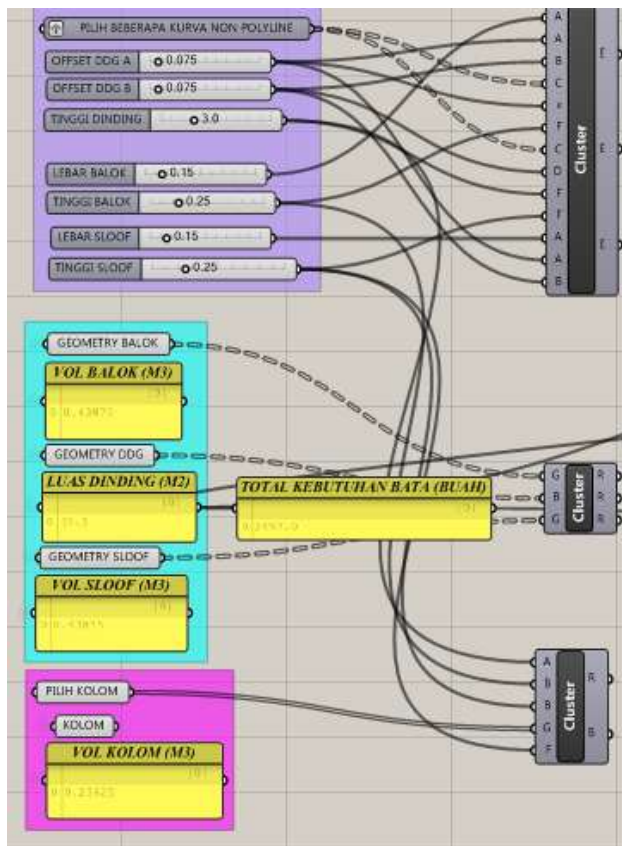 PILIH BEBERAPA KURVA NON POLYLINE
OFFSET DDG A 0.075
OFFSET DDG B 0.075
TINGGI DINDING 3.0
LEBAR BALOK 0.15
TINGGI BALOK 0.25
LEBAR SLOOF 0.15
TINGGI SLOOF 0.25
A
A
B
C
F
F
C
D
F
F
A
A
B
Cluster
E
E
E
GEOMETRY BALOK
VOL BALOK (M3)
GEOMETRY DDG
LUAS DINDING (M2)
TOTAL KEBUTUHAN BATA (BUAH)
GEOMETRY SLOOF
VOL SLOOF (M3)
G
B
G
Cluster
R
R
R
PILIH KOLOM
KOLOM
VOL KOLOM (M3)
A
B
B
G
F
Cluster
R
B